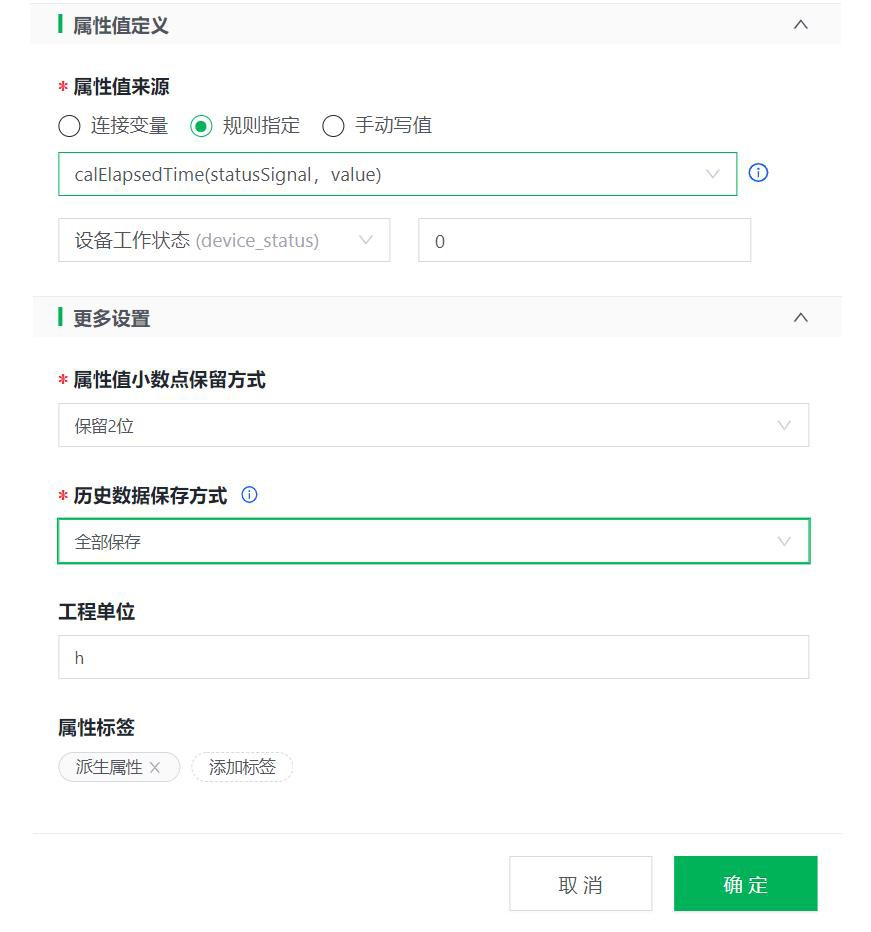 属性值定义
* 属性值来源
连接变量 规则指定 手动写值
calElapsedTime(statusSignal，value)
设备工作状态 (device_status) 0
更多设置
* 属性值小数点保留方式
保留2位
* 历史数据保存方式
全部保存
工程单位
h
属性标签
派生属性 添加标签
取消 确定